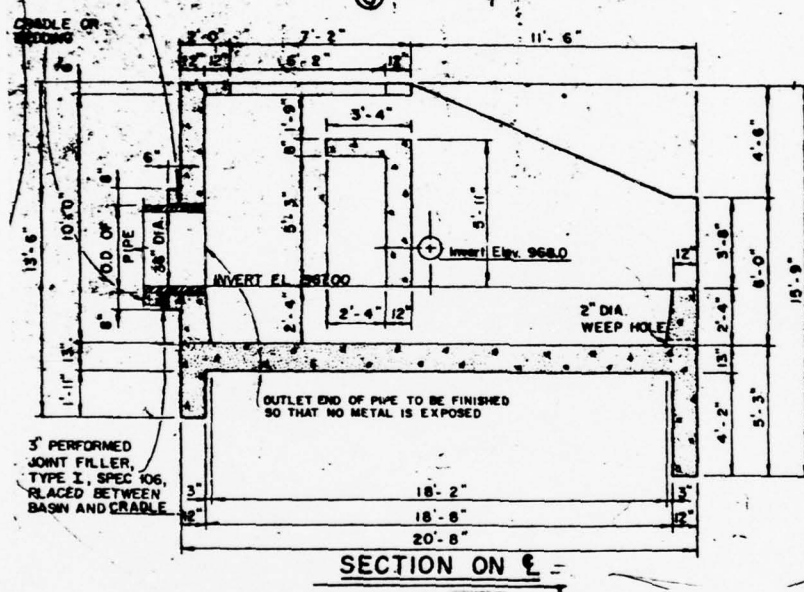 CRADLE OR
BEDDING
2'-0"
7'-2"
11'-6"
12"
12"
6'-2"
12"
3'-4"
1'-9"
8"
5'-3"
2'-4"
5'-11"
4'-6"
6"
8"
13'-6"
10'-0"
O.D. OF
PIPE
36" DIA.
8"
13"
1'-11"
INVERT EL. 967.00
Invert Elev. 968.0
12"
3'-8"
6'-0"
15'-9"
2'-4"
12"
2" DIA.
WEEP HOLE
2'-4"
13"
4'-2"
5'-3"
OUTLET END OF PIPE TO BE FINISHED
SO THAT NO METAL IS EXPOSED
3" PERFORMED
JOINT FILLER,
TYPE I, SPEC 106,
PLACED BETWEEN
BASIN AND CRADLE
3"
18'-2"
3"
12"
18'-8"
12"
20'-8"
SECTION ON ℄